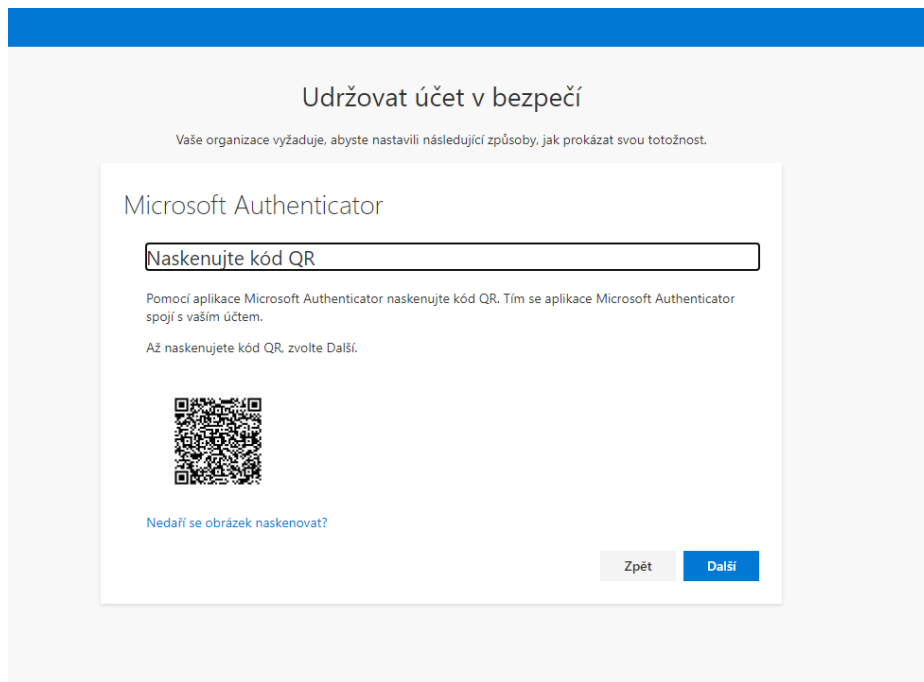 Udržovat účet v bezpečí
Vaše organizace vyžaduje, abyste nastavili následující způsoby, jak prokázat svou totožnost.
Microsoft Authenticator
Naskenujte kód QR
Pomocí aplikace Microsoft Authenticator naskenujte kód QR. Tím se aplikace Microsoft Authenticator
spojí s vaším účtem.
Až naskenujete kód QR, zvolte Další.
Nedaří se obrázek naskenovat?
Zpět
Další